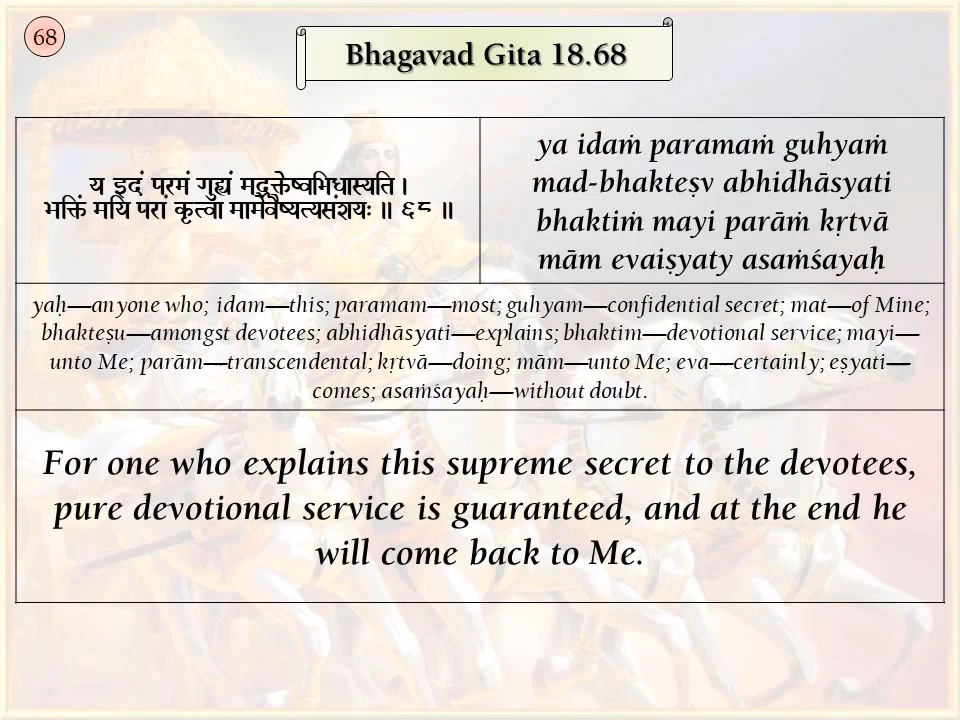 68
Bhagavad Gita 18.68
य इदं परमं गुह्यं मद्भक्तेष्वभिधास्यति ।
भक्तिं मयि परां कृत्वा मामेवैष्यत्यसंशयः ॥ ६८ ॥
ya idaṁ paramaṁ guhyaṁ
mad-bhakteṣv abhidhāsyati
bhaktiṁ mayi parāṁ kṛtvā
mām evaiṣyaty asaṁśayaḥ
yaḥ—anyone who; idam—this; paramam—most; guhyam—confidential secret; mat—of Mine;
bhakteṣu—amongst devotees; abhidhāsyati—explains; bhaktim—devotional service; mayi—
unto Me; parām—transcendental; kṛtvā—doing; mām—unto Me; eva—certainly; eṣyati—
comes; asaṁśayaḥ—without doubt.
For one who explains this supreme secret to the devotees,
pure devotional service is guaranteed, and at the end he
will come back to Me.